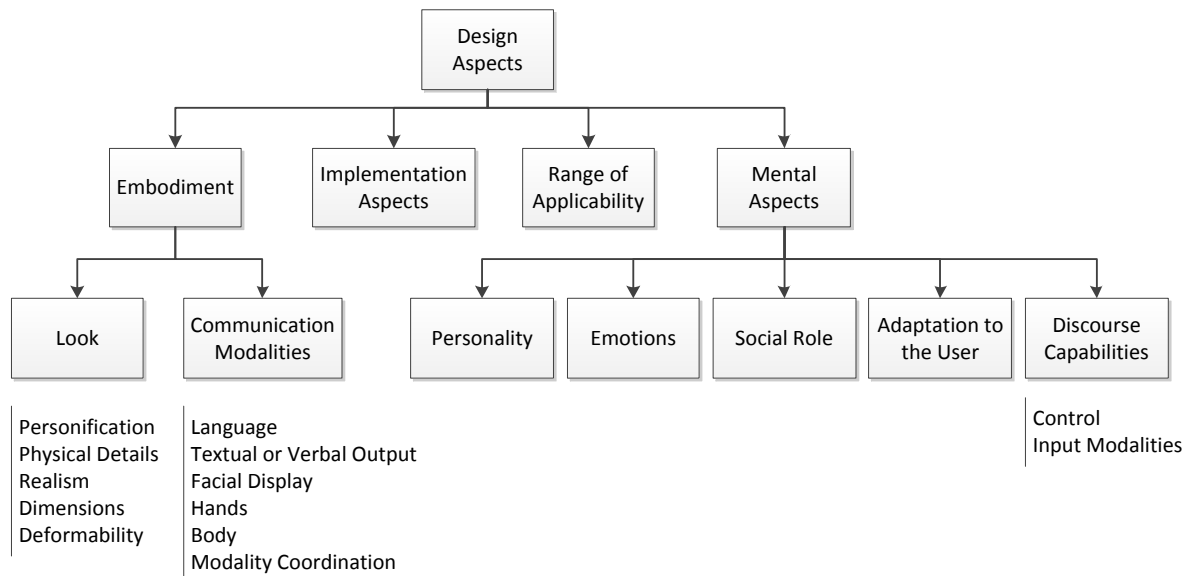 Design
Aspects
Embodiment
Implementation
Aspects
Range of
Applicability
Mental
Aspects
Look
Communication
Modalities
Personality
Emotions
Social Role
Adaptation to
the User
Discourse
Capabilities
Personification
Physical Details
Realism
Dimensions
Deformability
Language
Textual or Verbal Output
Facial Display
Hands
Body
Modality Coordination
Control
Input Modalities